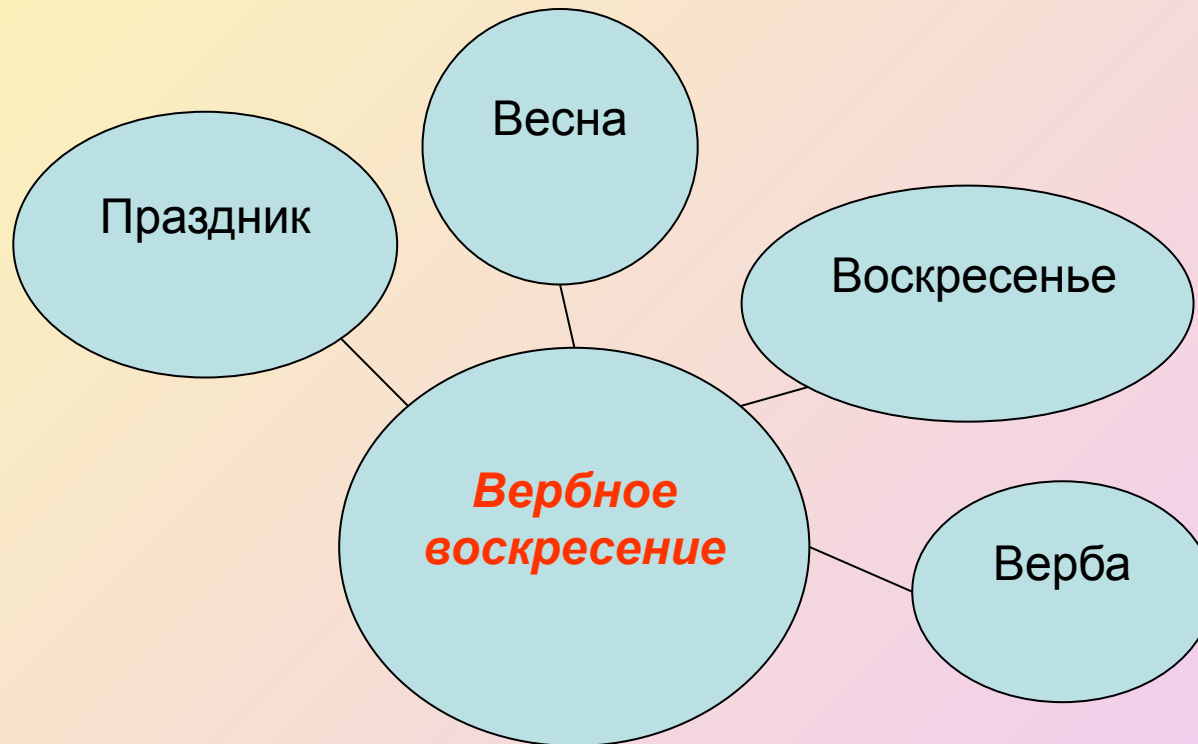 Весна
Праздник
Воскресенье
Вербное
воскресение
Верба